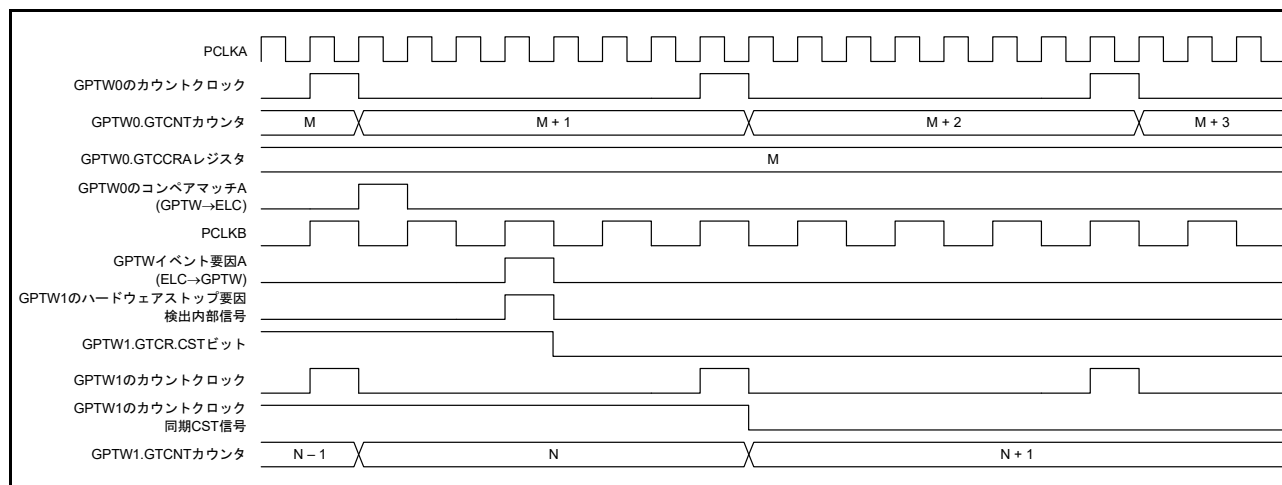 PCLKA
GPTW0のカウントクロック
GPTW0.GTCNTカウンタ
M
M + 1
M + 2
M + 3
GPTW0.GTCCRAレジスタ
M
GPTW0のコンペアマッチA
(GPTW→ELC)
PCLKB
GPTWイベント要因A
(ELC→GPTW)
GPTW1のハードウェアストップ要因
検出内部信号
GPTW1.GTCR.CSTビット
GPTW1のカウントクロック
GPTW1のカウントクロック
同期CST信号
GPTW1.GTCNTカウンタ
N – 1
N
N + 1